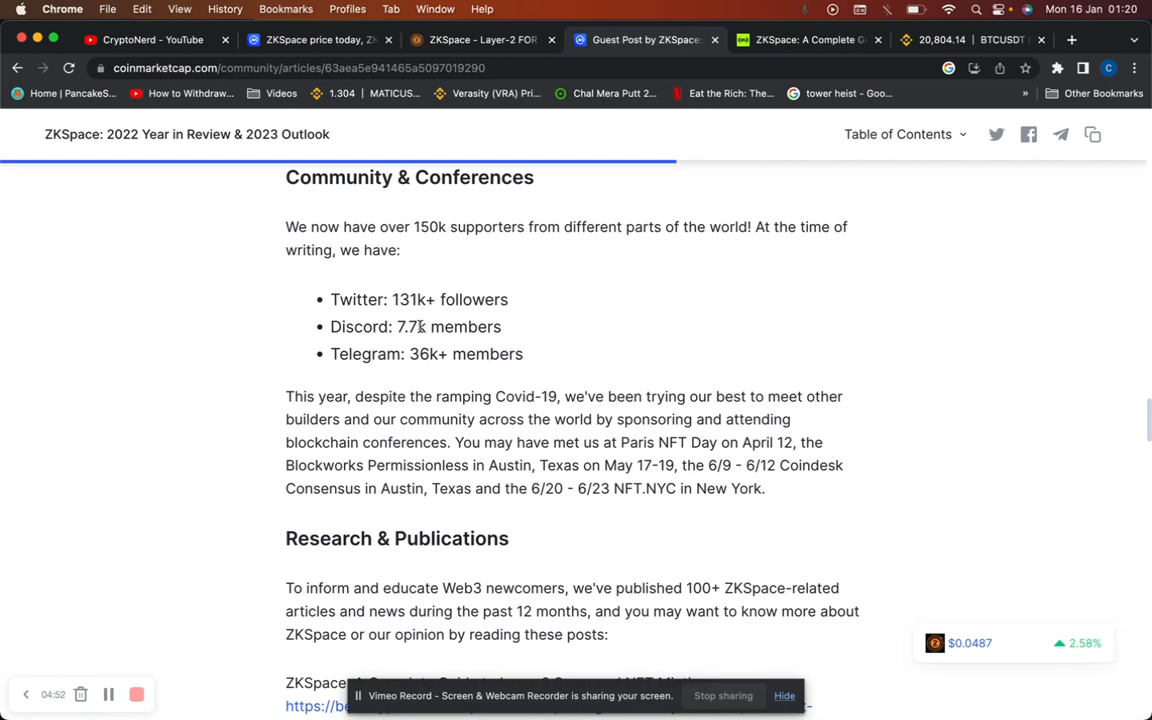 Chrome File Edit View History Bookmarks Profiles Tab Window Help Mon 16 Jan 01:20
CryptoNerd - YouTube ZKSpace price today, ZK ZKSpace - Layer-2 FOR Guest Post by ZKSpace: ZKSpace: A Complete G 20,804.14 | BTCUSDT
coinmarketcap.com/community/articles/63aea5e941465a5097019290 C
Home | PancakeS... How to Withdraw... Videos 1.304 | MATICUS... Verasity (VRA) Pri... Chal Mera Putt 2... Eat the Rich: The... tower heist - Goo... » Other Bookmarks
ZKSpace: 2022 Year in Review & 2023 Outlook Table of Contents
Community & Conferences
We now have over 150k supporters from different parts of the world! At the time of
writing, we have:
• Twitter: 131k+ followers
• Discord: 7.7k members
• Telegram: 36k+ members
This year, despite the ramping Covid-19, we've been trying our best to meet other
builders and our community across the world by sponsoring and attending
blockchain conferences. You may have met us at Paris NFT Day on April 12, the
Blockworks Permissionless in Austin, Texas on May 17-19, the 6/9 - 6/12 Coindesk
Consensus in Austin, Texas and the 6/20 - 6/23 NFT.NYC in New York.
Research & Publications
To inform and educate Web3 newcomers, we've published 100+ ZKSpace-related
articles and news during the past 12 months, and you may want to know more about
ZKSpace or our opinion by reading these posts:
$0.0487 2.58%
04:52
Vimeo Record - Screen & Webcam Recorder is sharing your screen. Stop sharing Hide